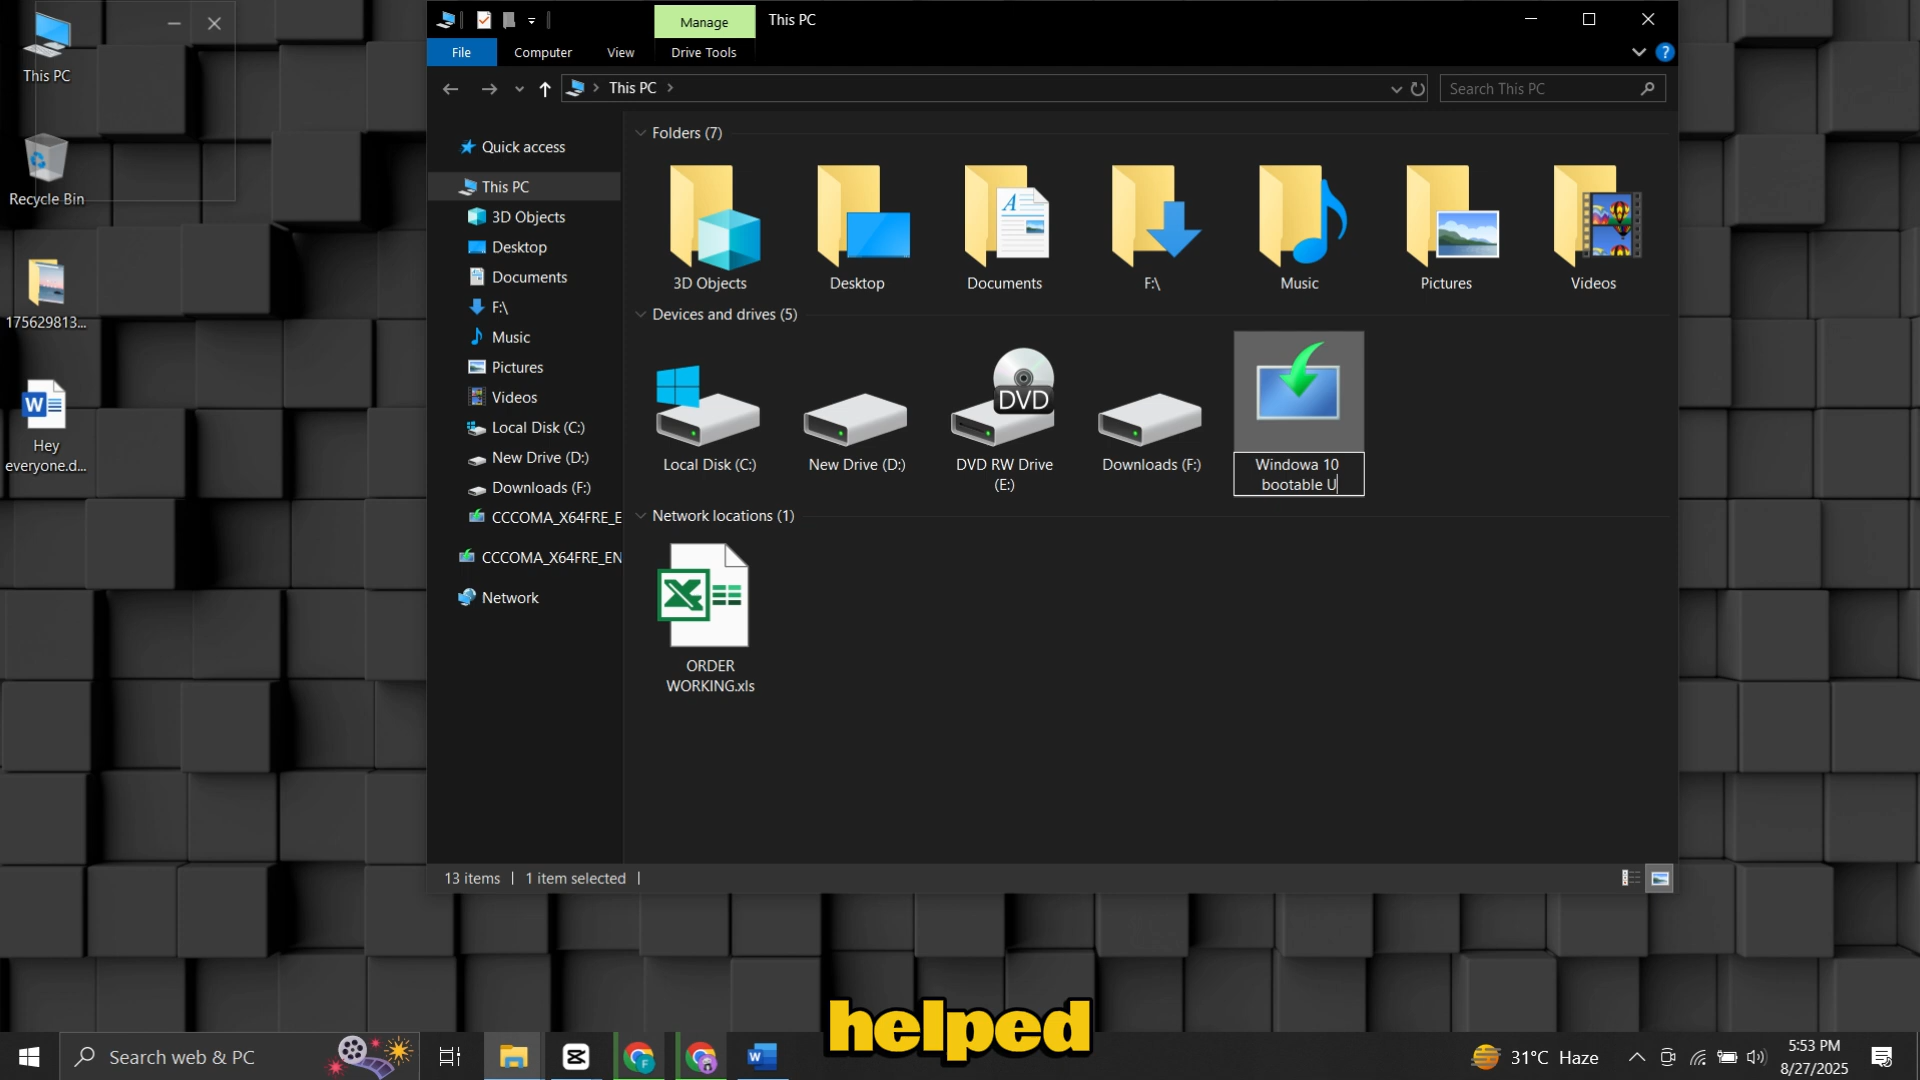 This PC
Recycle Bin
175629813...
Hey
everyone.d...
Manage
This PC
File
Computer
View
Drive Tools
?
This PC
Search This PC
Quick access
This PC
3D Objects
Desktop
Documents
F:\
Music
Pictures
Videos
Local Disk (C:)
New Drive (D:)
Downloads (F:)
CCCOMA_X64FRE_E
CCCOMA_X64FRE_EN
Network
Folders (7)
3D Objects
Desktop
A
Documents
F:\
Music
Pictures
Videos
Devices and drives (5)
Local Disk (C:)
New Drive (D:)
DVD
DVD RW Drive
(E:)
Downloads (F:)
Windowa 10
bootable U
Network locations (1)
X
ORDER
WORKING.xls
13 items
1 item selected
helped
Search web & PC
F
W
31°C Haze
5:53 PM
8/27/2025